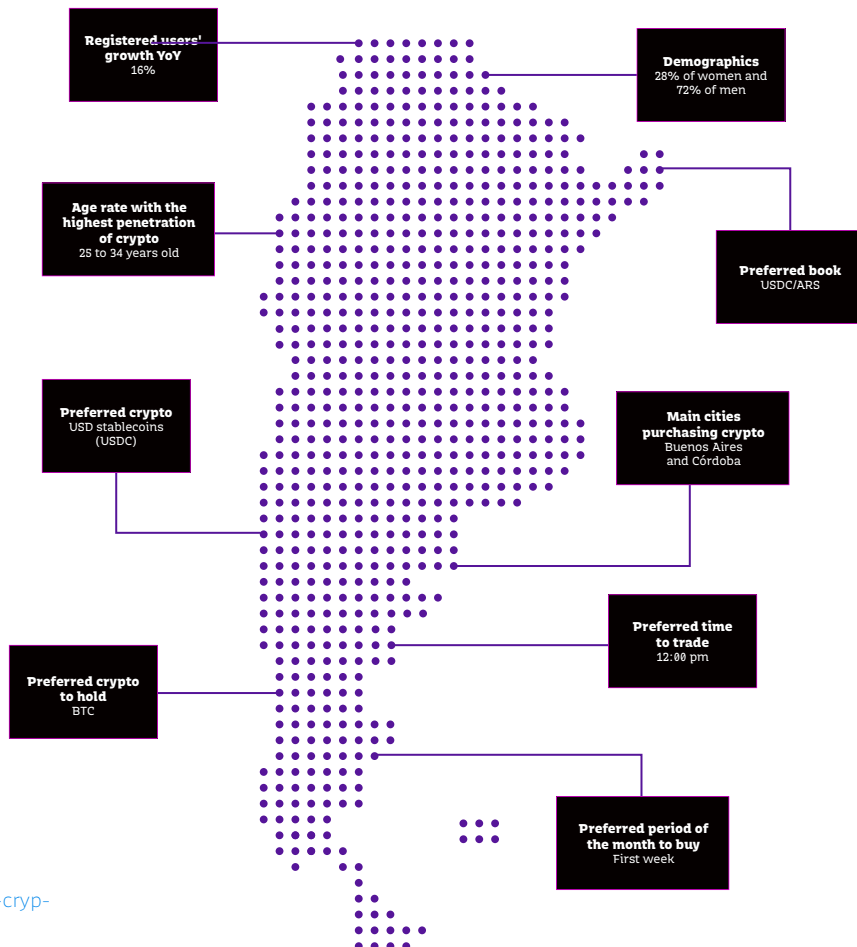 Registered users'
growth YoY
16%
Demographics
28% of women and
72% of men
Age rate with the
highest penetration
of crypto
25 to 34 years old
Preferred book
USDC/ARS
Preferred crypto
USD stablecoins
(USDC)
Main cities
purchasing crypto
Buenos Aires
and Córdoba
Preferred time
to trade
12:00 pm
Preferred crypto
to hold
BTC
Preferred period of
the month to buy
First week
-cryp-